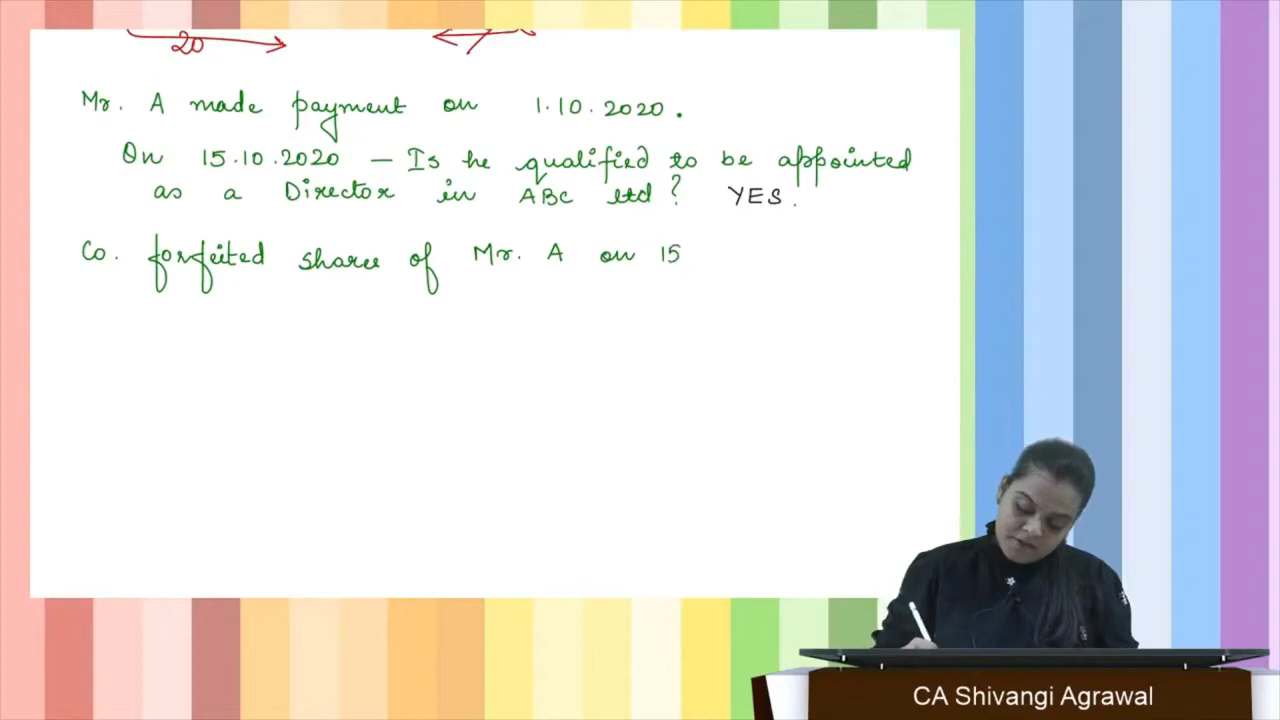 20
Mr. A made payment on 1.10.2020.
On 15.10.2020 – Is he qualified to be appointed
as a Director in ABC ltd? YES.
Co. forfeited share of Mr. A on 15
CA Shivangi Agrawal